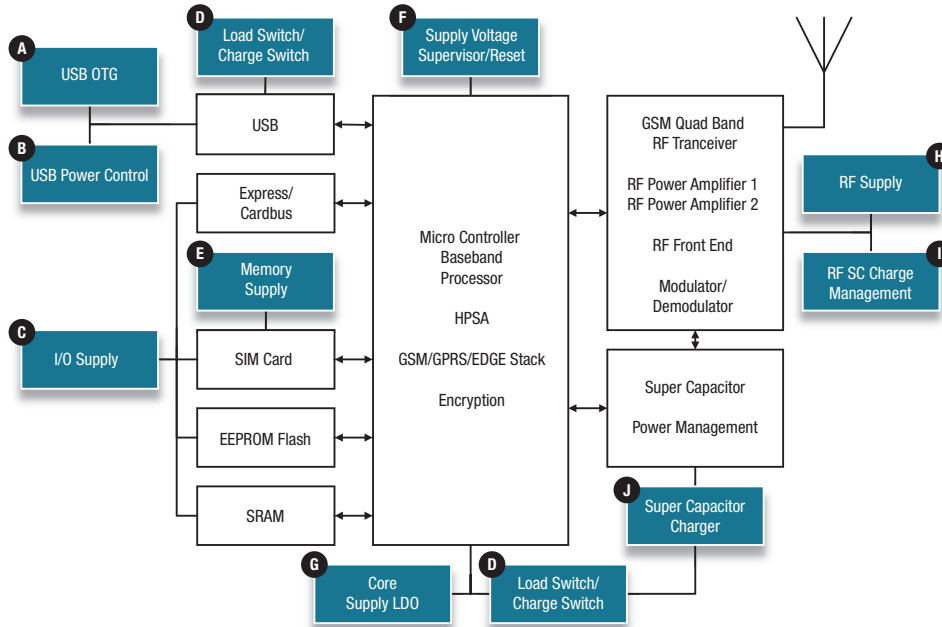 D
Load Switch/
Charge Switch
F
Supply Voltage
Supervisor/Reset
A
USB OTG
USB
B
USB Power Control
Express/
Cardbus
E
Memory
Supply
C
I/O Supply
SIM Card
EEPROM Flash
SRAM
Micro Controller
Baseband
Processor
HPSA
GSM/GPRS/EDGE Stack
Encryption
GSM Quad Band
RF Tranceiver
RF Power Amplifier 1
RF Power Amplifier 2
RF Front End
Modulator/
Demodulator
H
RF Supply
I
RF SC Charge
Management
Super Capacitor
Power Management
J
Super Capacitor
Charger
G
Core
Supply LDO
D
Load Switch/
Charge Switch